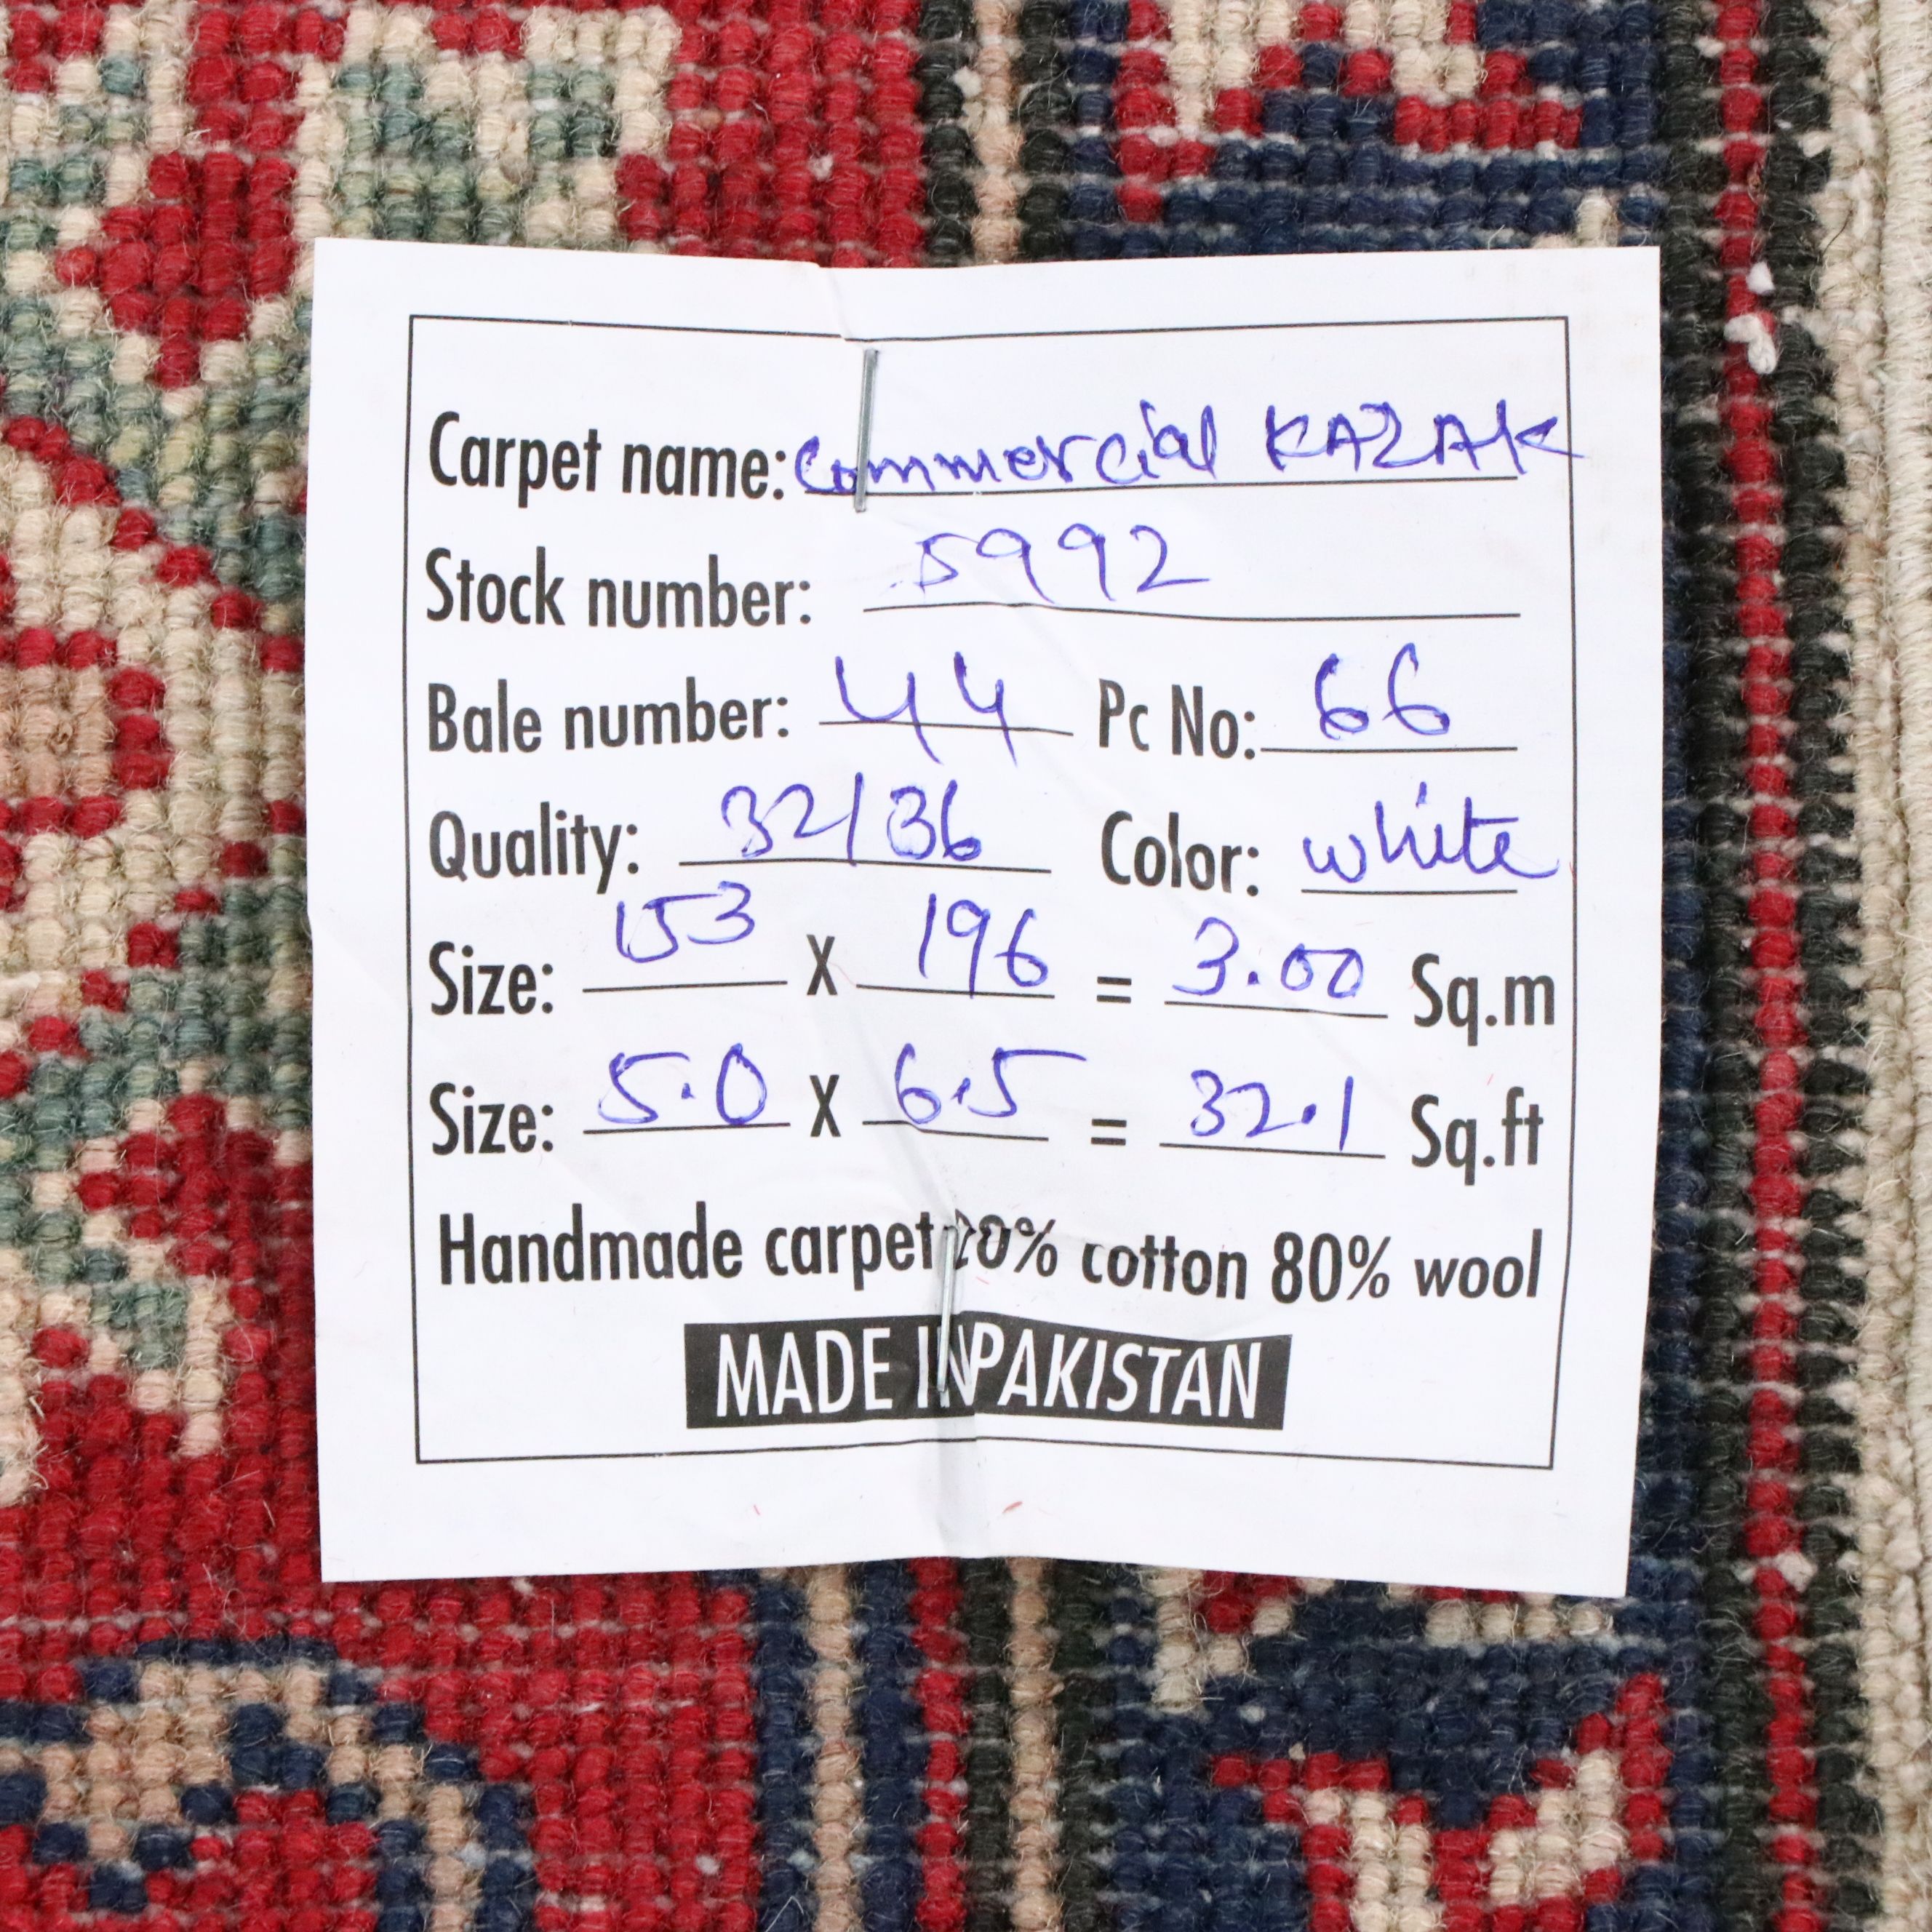 Carpet name: Commercial KAZAK
Stock number: 5992
Bale number: 44 Pc No: 66
Quality: 32/36 Color: white
Size: 153 X 196 = 3.00 Sq.m
Size: 5.0 X 6.5 = 32.1 Sq.ft
Handmade carpet 20% cotton 80% wool
MADE IN PAKISTAN